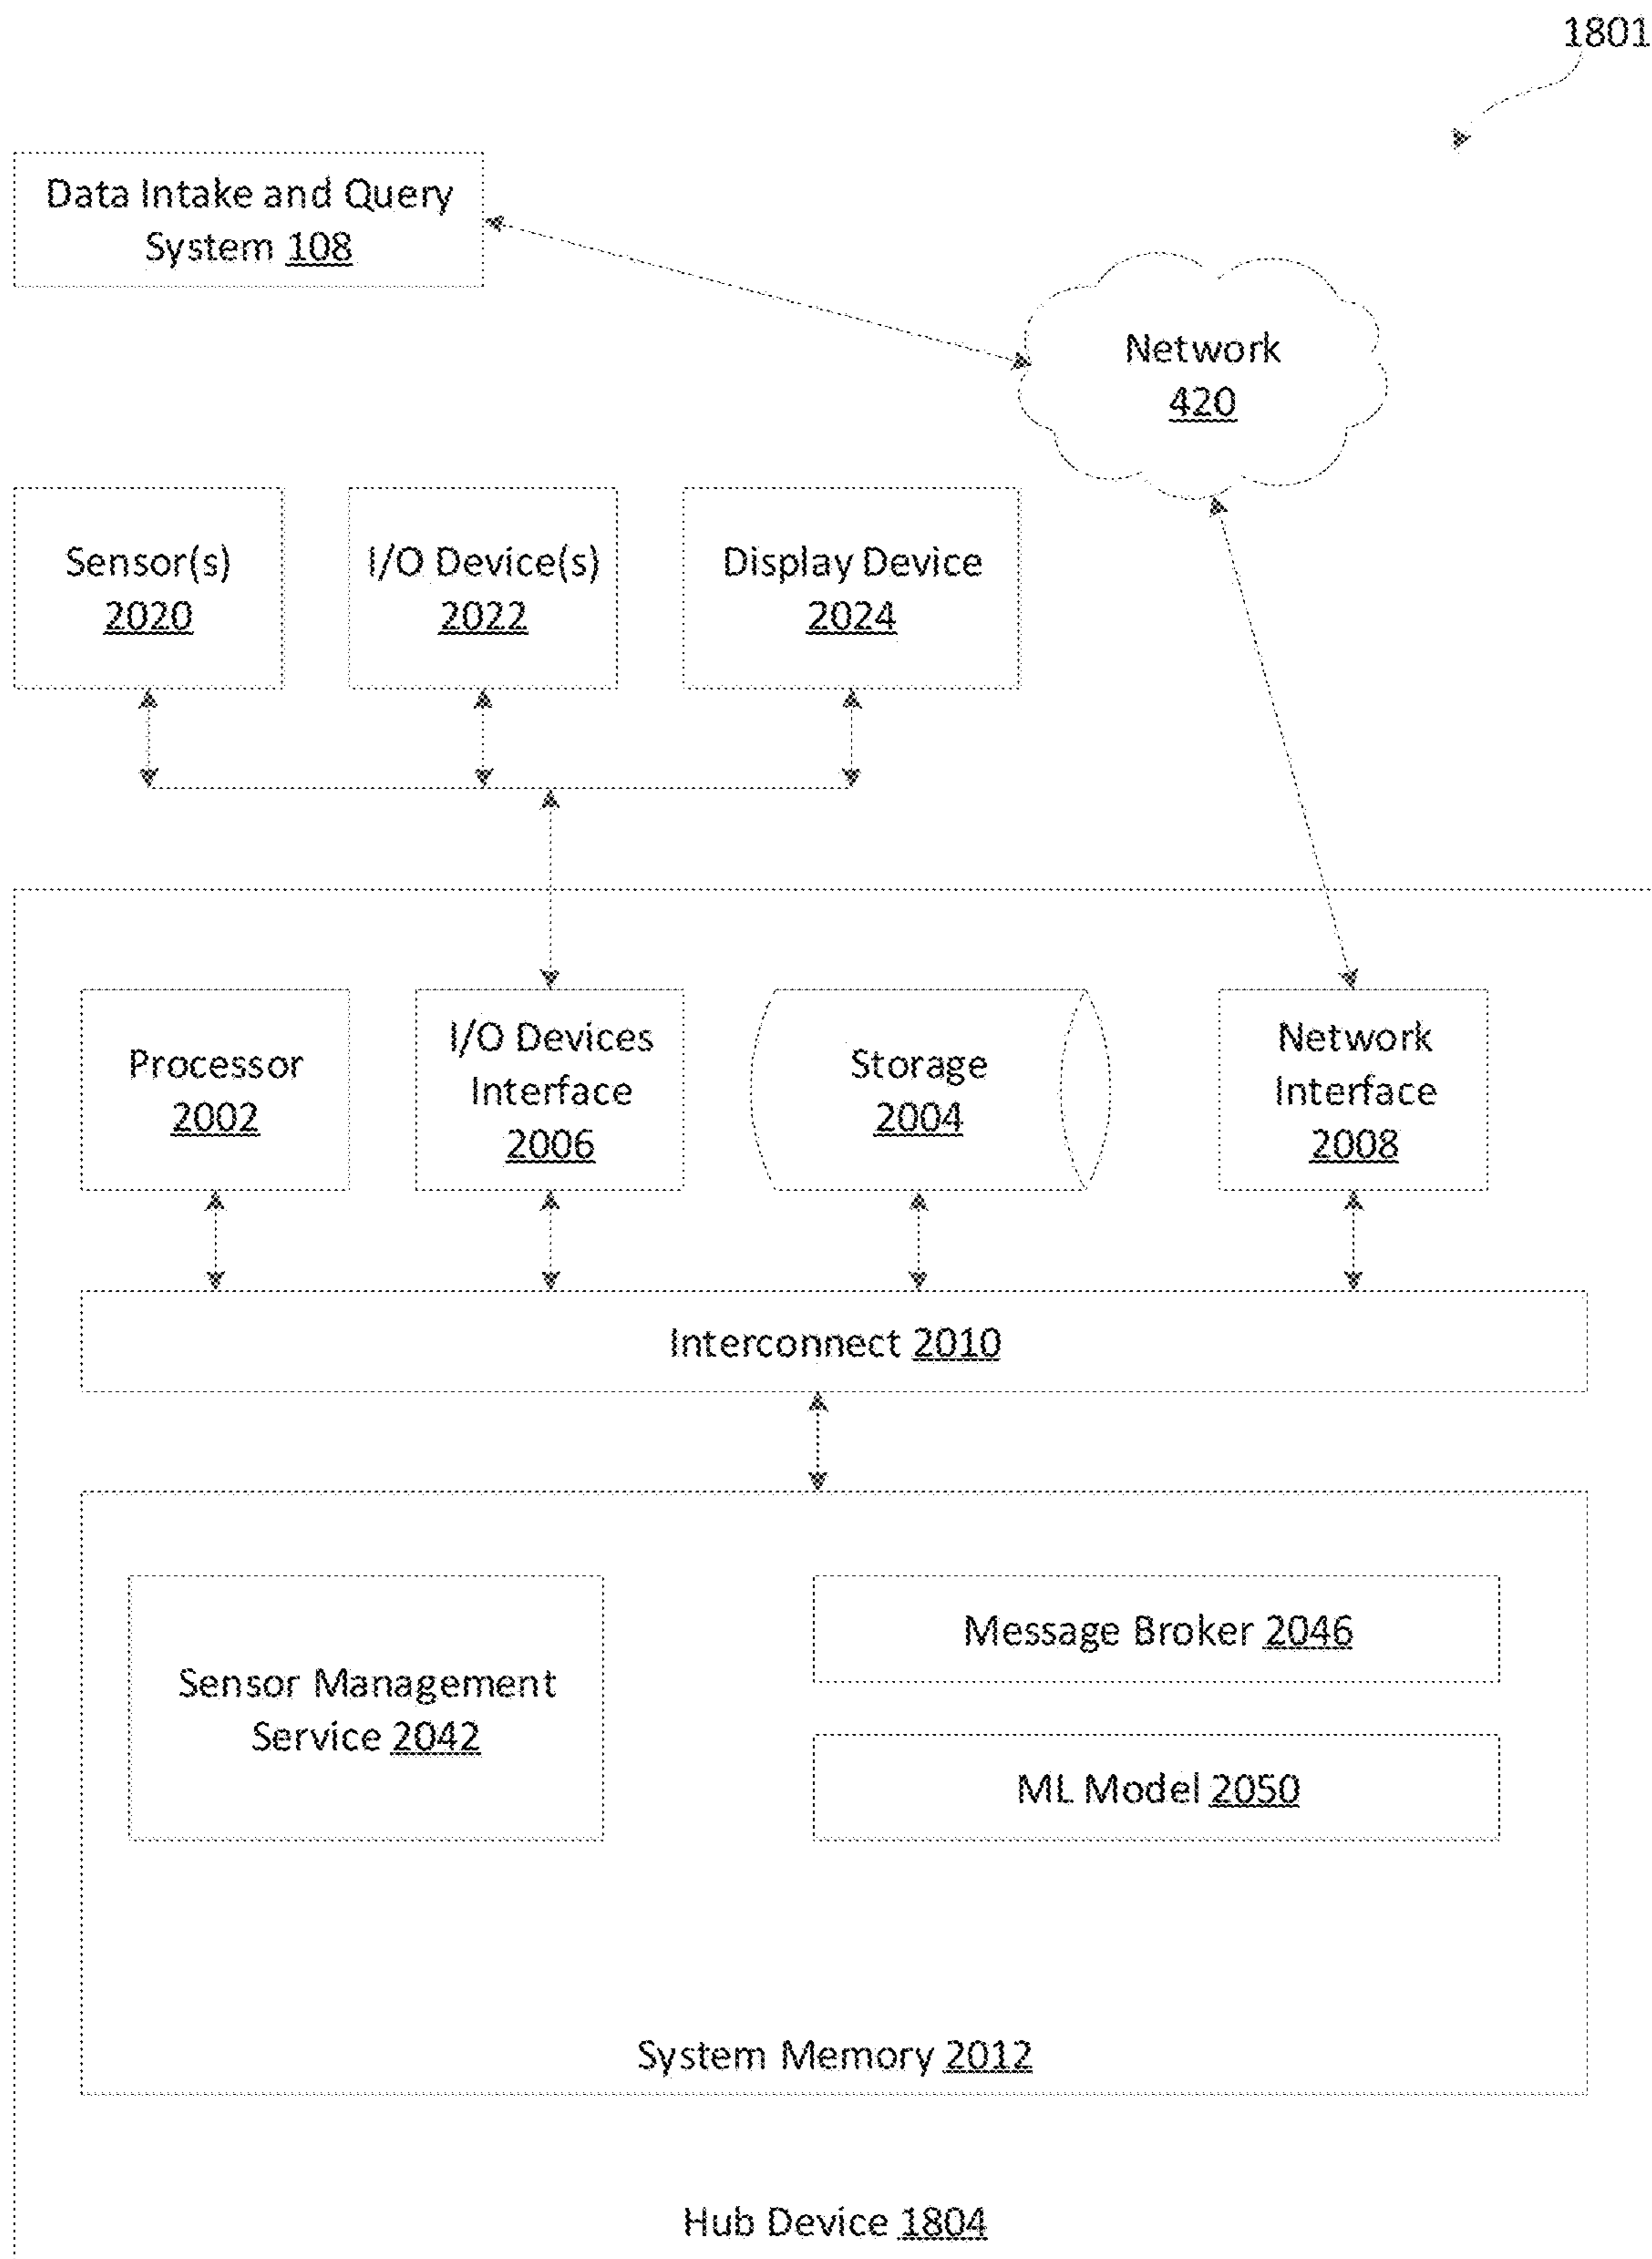 1801
Data Intake and Query
System 108
Network
420
Sensor(s)
2020
I/O Device(s)
2022
Display Device
2024
Processor
2002
I/O Devices
Interface
2006
Storage
2004
Network
Interface
2008
Interconnect 2010
Sensor Management
Service 2042
Message Broker 2046
ML Model 2050
System Memory 2012
Hub Device 1804